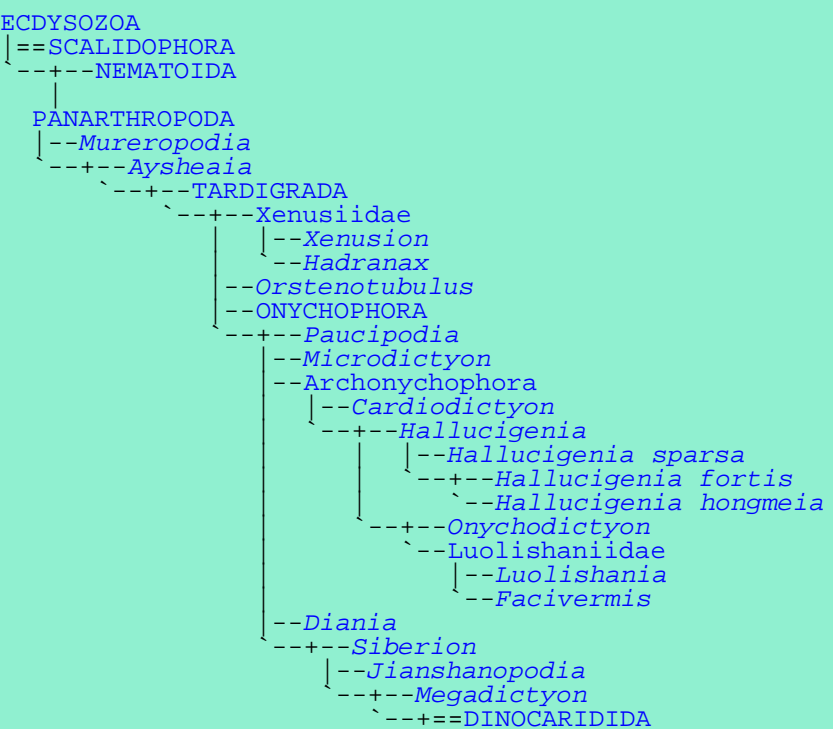 ECDYSOZOA
|==SCALIDOPHORA
`--+--NEMATOIDA
|
PANARTHROPODA
|--Mureropodia
`--+--Aysheaia
`--+--TARDIGRADA
`--+--Xenusiidae
| |--Xenusion
| `--Hadranax
|--Orstenotubulus
|--ONYCHOPHORA
`--+--Paucipodia
|--Microdictyon
|--Archonychophora
| |--Cardiodictyon
| `--+--Hallucigenia
| | |--Hallucigenia sparsa
| | `--+--Hallucigenia fortis
| | `--Hallucigenia hongmeia
| `--+--Onychodictyon
| `--Luolishaniidae
| |--Luolishania
| `--Facivermis
|--Diania
`--+--Siberion
|--Jianshanopodia
`--+--Megadictyon
`--+==DINOCARIDIDA